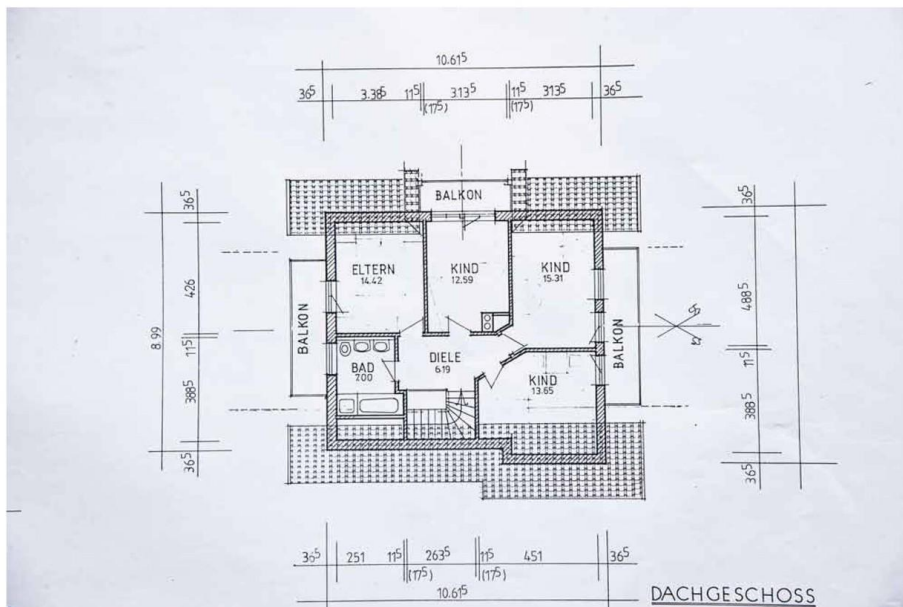 10.61⁵
36⁵ 3.38⁵ 11⁵ 3.13⁵ 11⁵ 313⁵ 36⁵
(17⁵) (17⁵)
BALKON
36⁵
426
11⁵
388⁵
36⁵
8.99
BALKON
ELTERN
14.42
KIND
12.59
KIND
15.31
BAD
7.00
DIELE
6.19
KIND
13.65
BALKON
36⁵
488⁵
11⁵
388⁵
36⁵
36⁵ 251 11⁵ 263⁵ 11⁵ 451 36⁵
(17⁵) (17⁵)
10.61⁵
DACHGESCHOSS